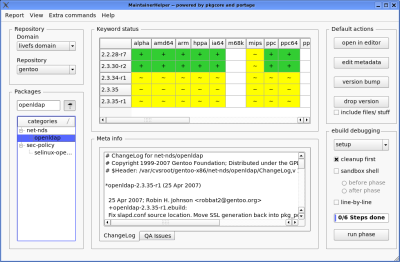 MaintainerHelper -- powered by pkgcore and portage
Report View Extra commands Help
Repository
Domain
livefs domain
Repository
gentoo
Packages
openldap
categories
net-nds
openldap
sec-policy
selinux-ope...
Keyword status
alpha amd64 arm hppa ia64 m68k mips ppc ppc64 pp
2.2.28-r7 + + + + + – + +
2.3.30-r2 + + + + + ~ + +
2.3.34-r1 ~ ~ ~ ~ ~ ~ ~ ~
2.3.35 ~ ~ ~ ~ ~ ~ ~ ~
2.3.35-r1 ~ ~ ~ ~ ~ ~ ~ ~
Meta info
# ChangeLog for net-nds/openldap
# Copyright 1999-2007 Gentoo Foundation; Distributed under the GPL
# $Header: /var/cvsroot/gentoo-x86/net-nds/openldap/ChangeLog,v
*openldap-2.3.35-r1 (25 Apr 2007)
25 Apr 2007; Robin H. Johnson <robbat2@gentoo.org>
+openldap-2.3.35-r1.ebuild:
Fix slapd.conf source location. Move SSL generation back into pkg_p
ChangeLog QA Issues
Default actions
open in editor
edit metadata
version bump
drop version
include files/ stuff
ebuild debugging
setup
cleanup first
sandbox shell
before phase
after phase
line-by-line
0/6 Steps done
run phase